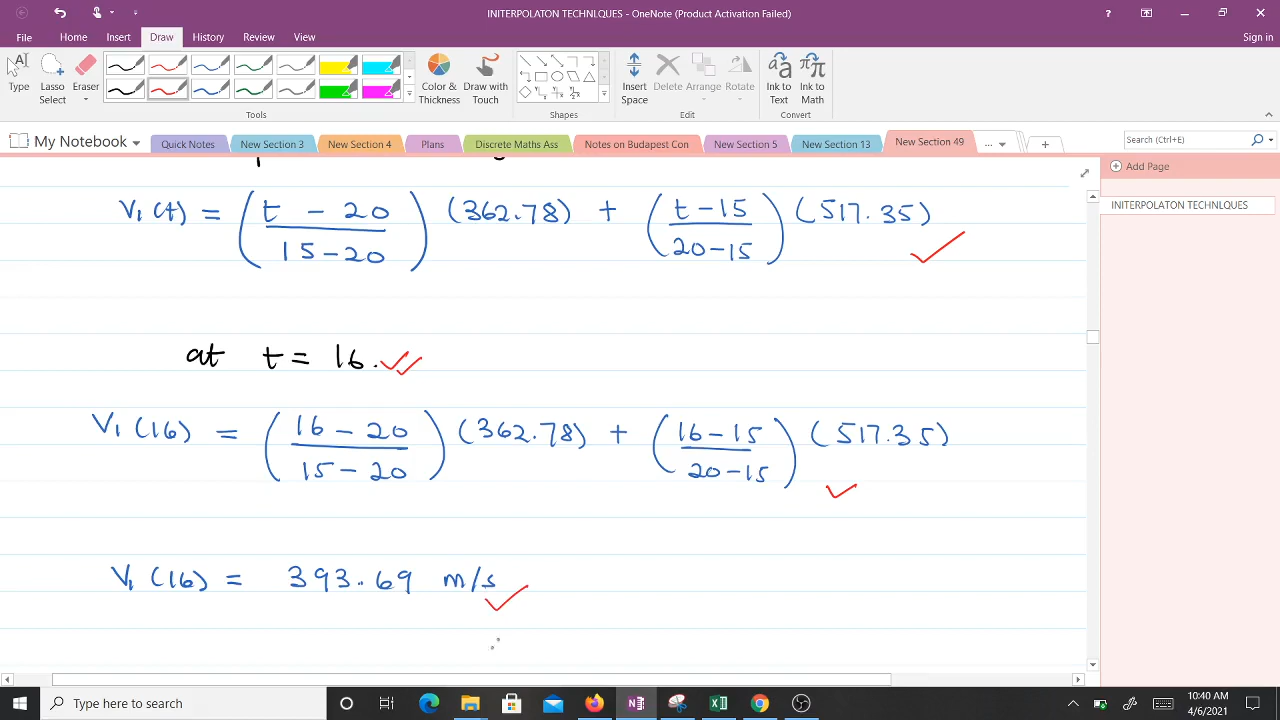 INITERPOLATON TECHNLQUES - OneNote (Product Activation Failed)
Sign in
File Home Insert Draw History Review View
Type
Lasso Select
Eraser
Color & Thickness
Draw with Touch
Insert Space
Delete
Arrange
Rotate
Ink to Text
Ink to Math
Tools Shapes Edit Convert
My Notebook Quick Notes New Section 3 New Section 4 Plans Discrete Maths Ass Notes on Budapest Con New Section 5 New Section 13 New Section 49 ...
Search (Ctrl+E)
Add Page
INTERPOLATON TECHNLQUES
V₁(t) = ((t - 20)/(15 - 20)) (362.78) + ((t - 15)/(20 - 15)) (517.35)
at t = 16.
V₁(16) = ((16 - 20)/(15 - 20)) (362.78) + ((16 - 15)/(20 - 15)) (517.35)
V₁(16) = 393.69 m/s
Type here to search
10:40 AM
4/6/2021